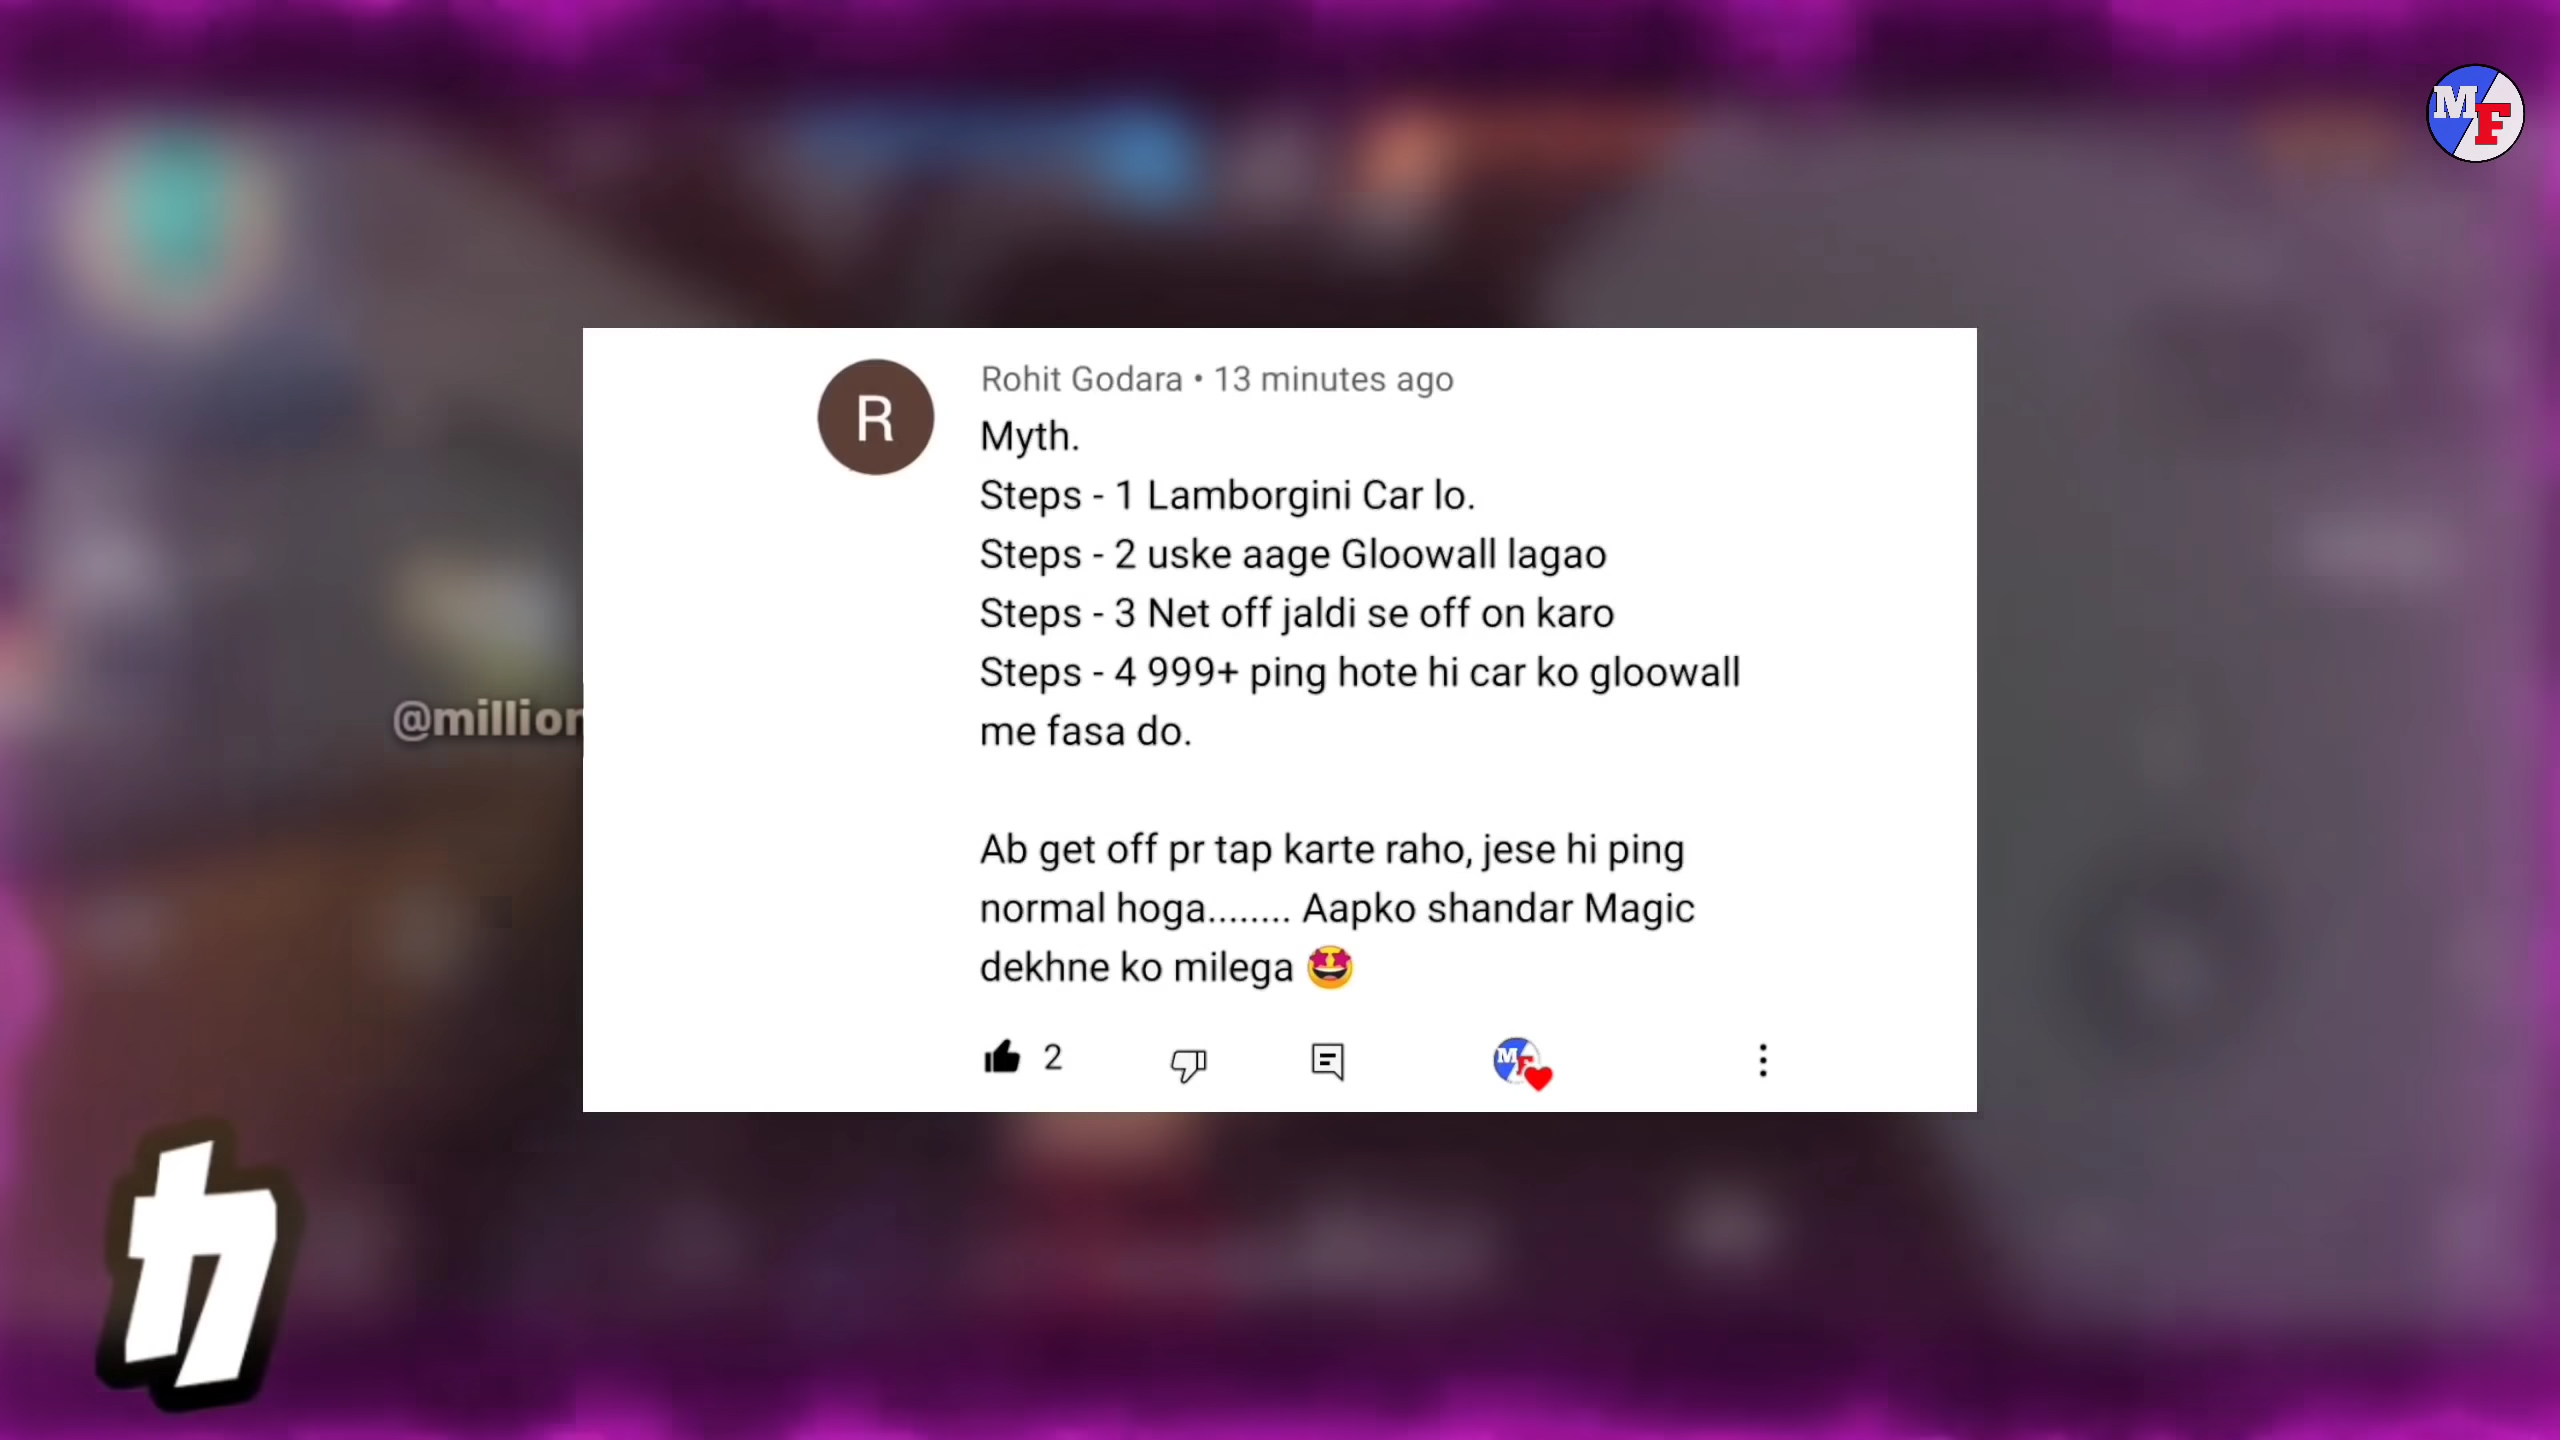 MF
Rohit Godara • 13 minutes ago
R
Myth.
Steps - 1 Lamborgini Car lo.
Steps - 2 uske aage Gloowall lagao
Steps - 3 Net off jaldi se off on karo
Steps - 4 999+ ping hote hi car ko gloowall
me fasa do.
@million
Ab get off pr tap karte raho, jese hi ping
normal hoga........ Aapko shandar Magic
dekhne ko milega 🤩
2
MF